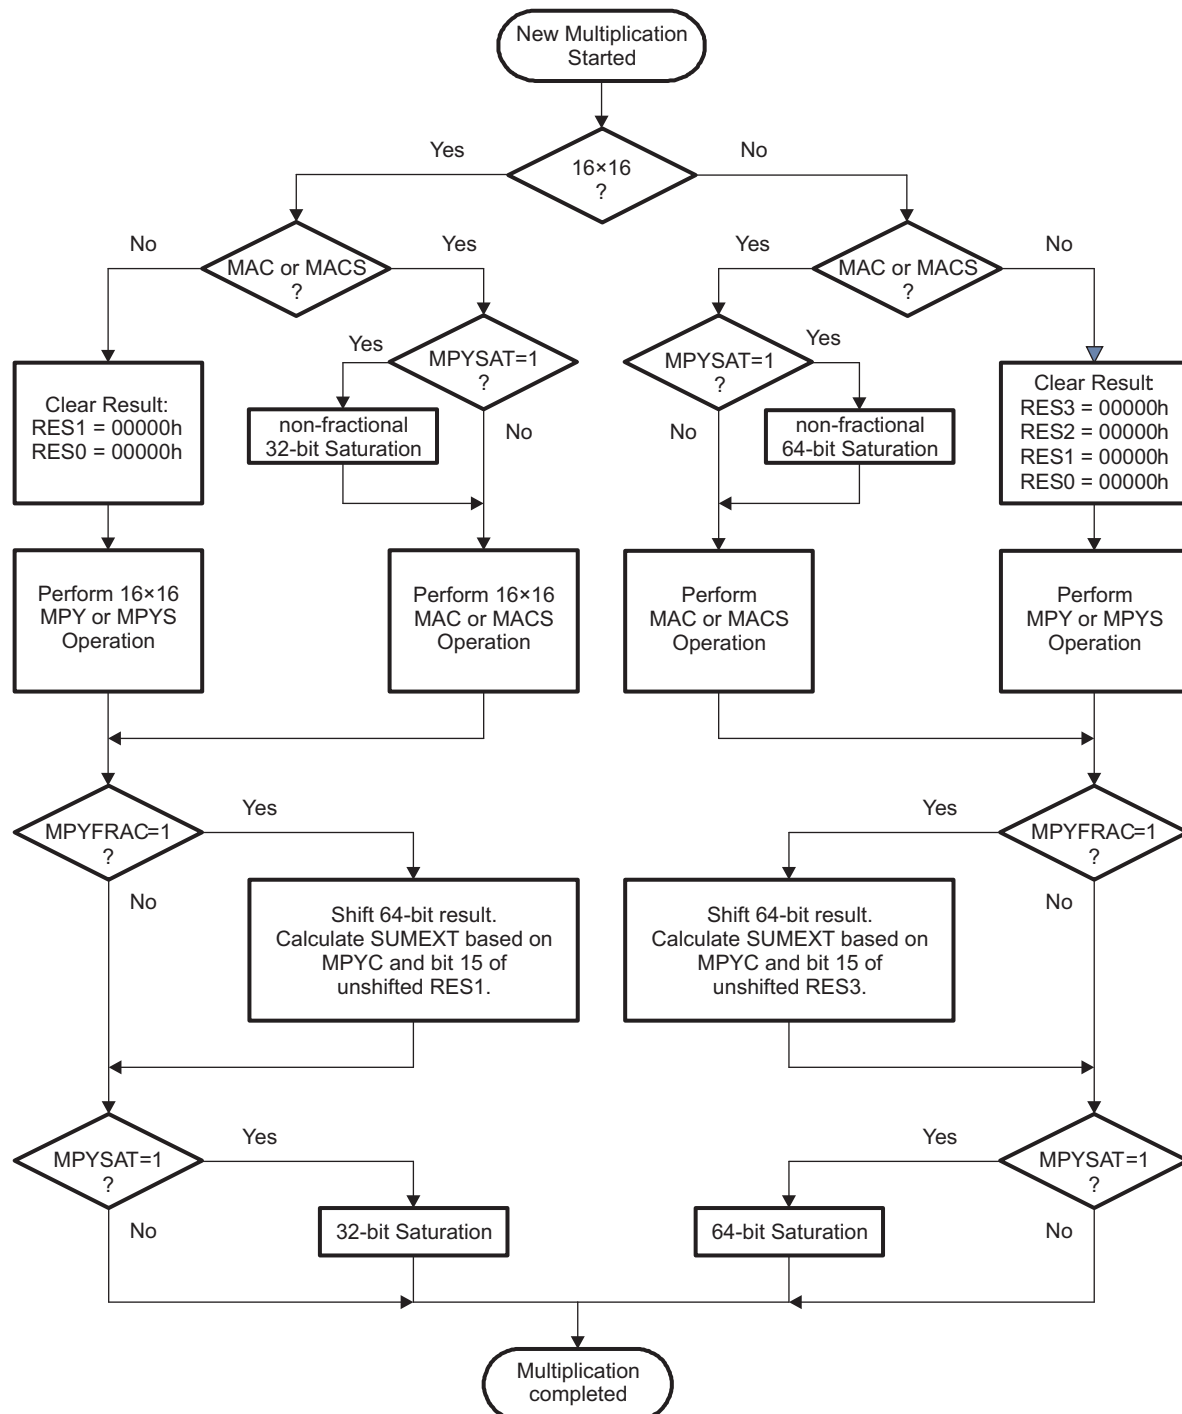 New Multiplication
Started
Yes
No
16×16
?
No
Yes
Yes
No
MAC or MACS
?
MAC or MACS
?
Yes
MPYSAT=1
?
MPYSAT=1
?
Yes
Clear Result:
RES1 = 00000h
RES0 = 00000h
non-fractional
32-bit Saturation
No
No
non-fractional
64-bit Saturation
Clear Result
RES3 = 00000h
RES2 = 00000h
RES1 = 00000h
RES0 = 00000h
Perform 16×16
MPY or MPYS
Operation
Perform 16×16
MAC or MACS
Operation
Perform
MAC or MACS
Operation
Perform
MPY or MPYS
Operation
MPYFRAC=1
?
Yes
Yes
MPYFRAC=1
?
No
Shift 64-bit result.
Calculate SUMEXT based on
MPYC and bit 15 of
unshifted RES1.
Shift 64-bit result.
Calculate SUMEXT based on
MPYC and bit 15 of
unshifted RES3.
No
MPYSAT=1
?
Yes
Yes
MPYSAT=1
?
No
32-bit Saturation
64-bit Saturation
No
Multiplication
completed